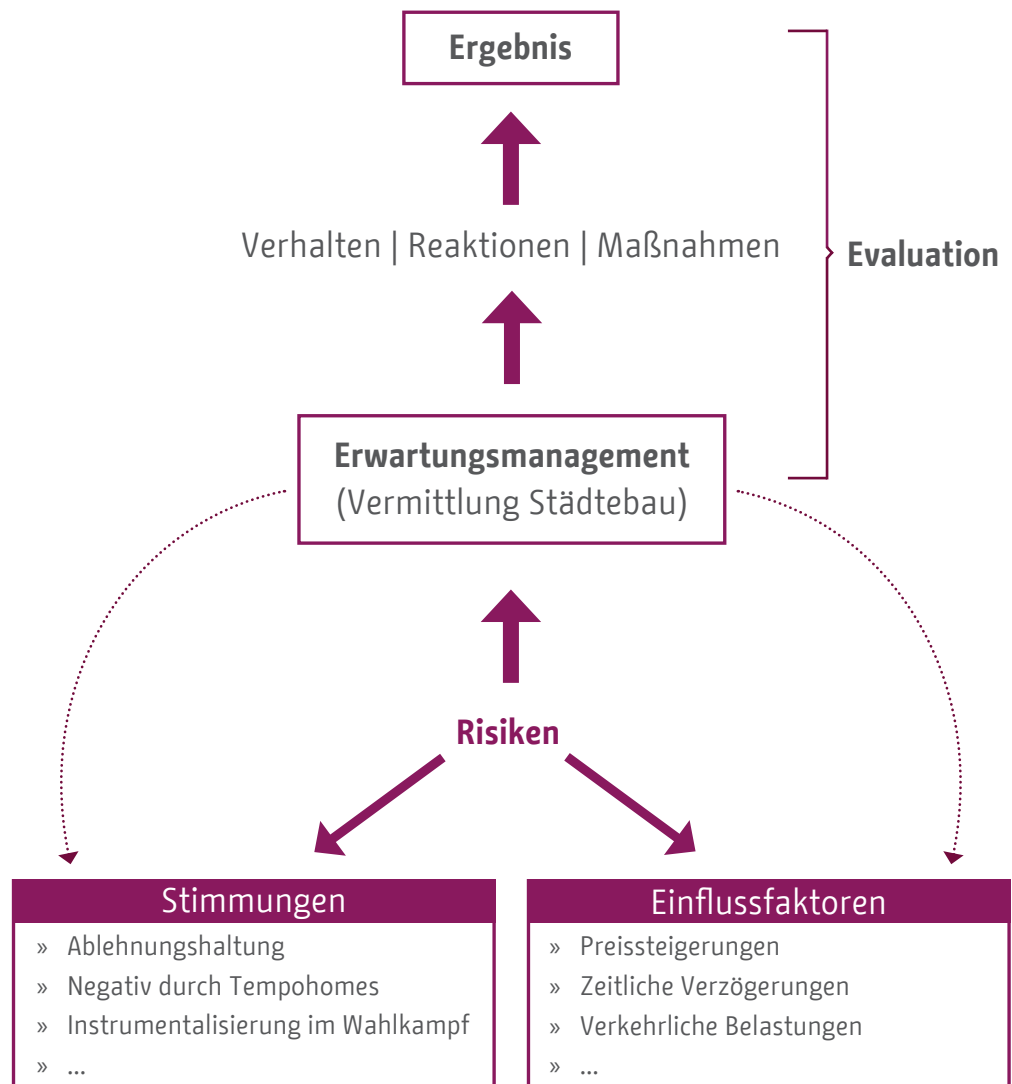 Ergebnis
Verhalten | Reaktionen | Maßnahmen
Evaluation
Erwartungsmanagement
(Vermittlung Städtebau)
Risiken
Stimmungen
» Ablehnungshaltung
» Negativ durch Tempohomes
» Instrumentalisierung im Wahlkampf
» ...
Einflussfaktoren
» Preissteigerungen
» Zeitliche Verzögerungen
» Verkehrliche Belastungen
» ...